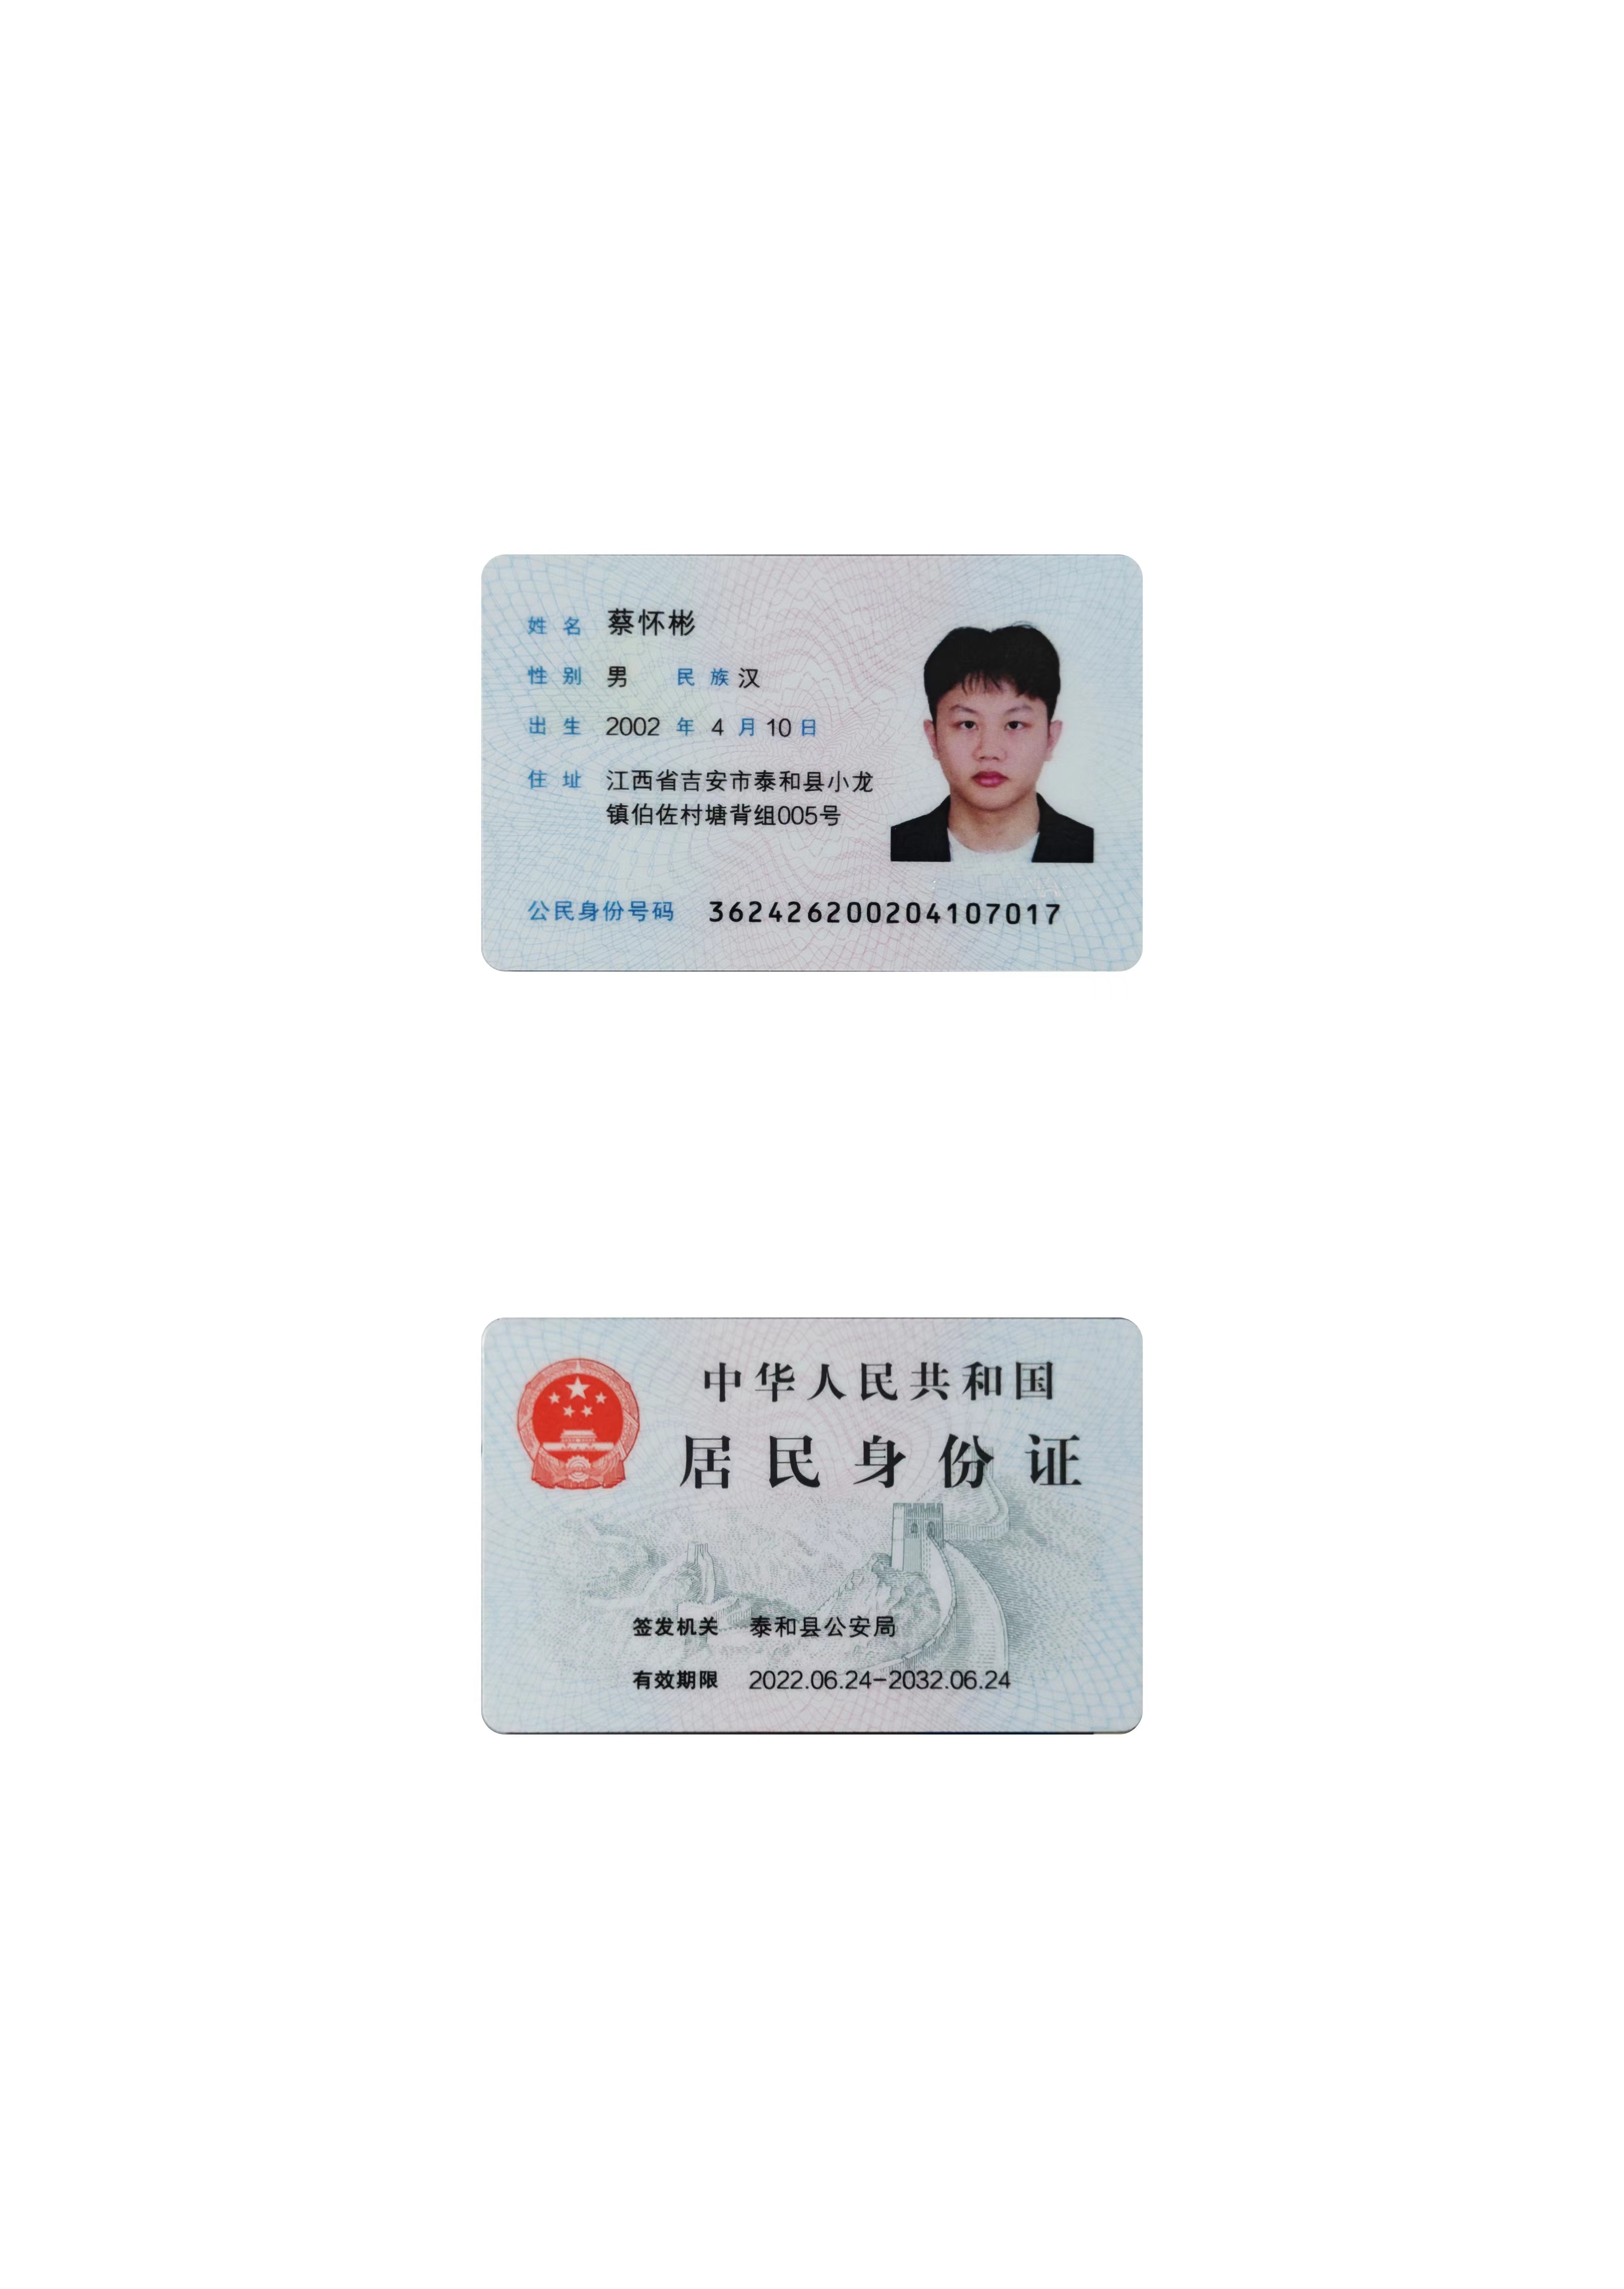 姓名 蔡怀彬
性别 男 民族 汉
出生 2002 年 4 月 10 日
住址 江西省吉安市泰和县小龙
镇伯佐村塘背组005号
公民身份号码 362426200204107017
中华人民共和国
居民身份证
签发机关 泰和县公安局
有效期限 2022.06.24-2032.06.24